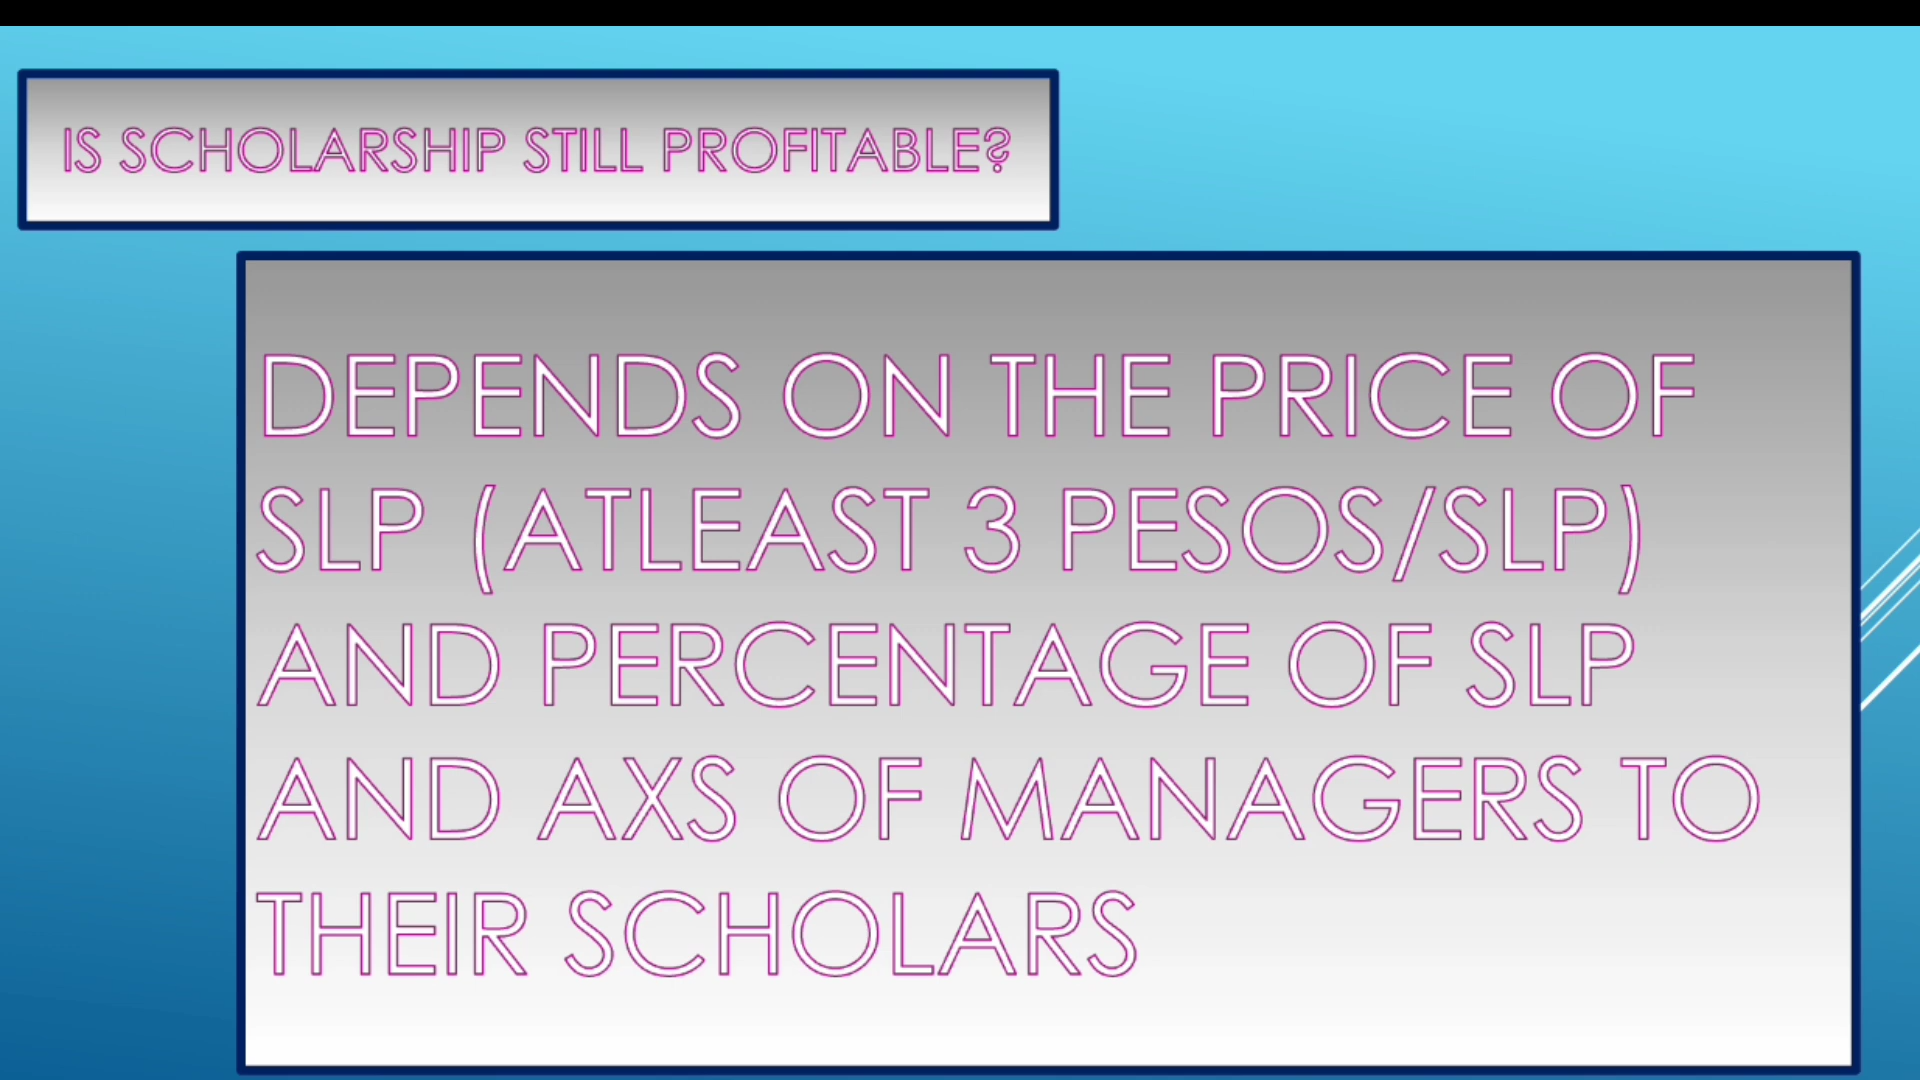 IS SCHOLARSHIP STILL PROFITABLE?
DEPENDS ON THE PRICE OF
SLP (ATLEAST 3 PESOS/SLP)
AND PERCENTAGE OF SLP
AND AXS OF MANAGERS TO
THEIR SCHOLARS